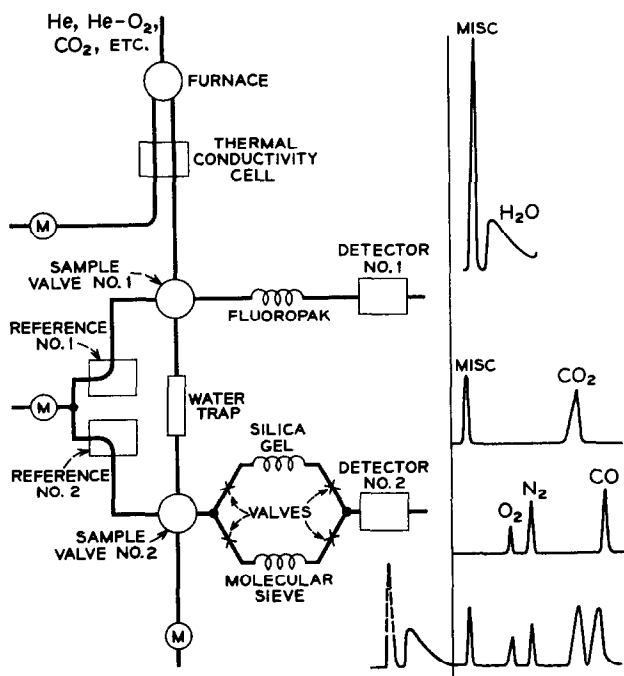 He, He-O₂,
CO₂, ETC.
FURNACE
THERMAL
CONDUCTIVITY
CELL
M
SAMPLE
VALVE NO.1
DETECTOR
NO.1
FLUOROPAK
REFERENCE
NO.1
M
WATER
TRAP
REFERENCE
NO.2
SILICA
GEL
VALVES
DETECTOR
NO.2
SAMPLE
VALVE NO.2
MOLECULAR
SIEVE
M
MISC
H₂O
MISC
CO₂
O₂
N₂
CO